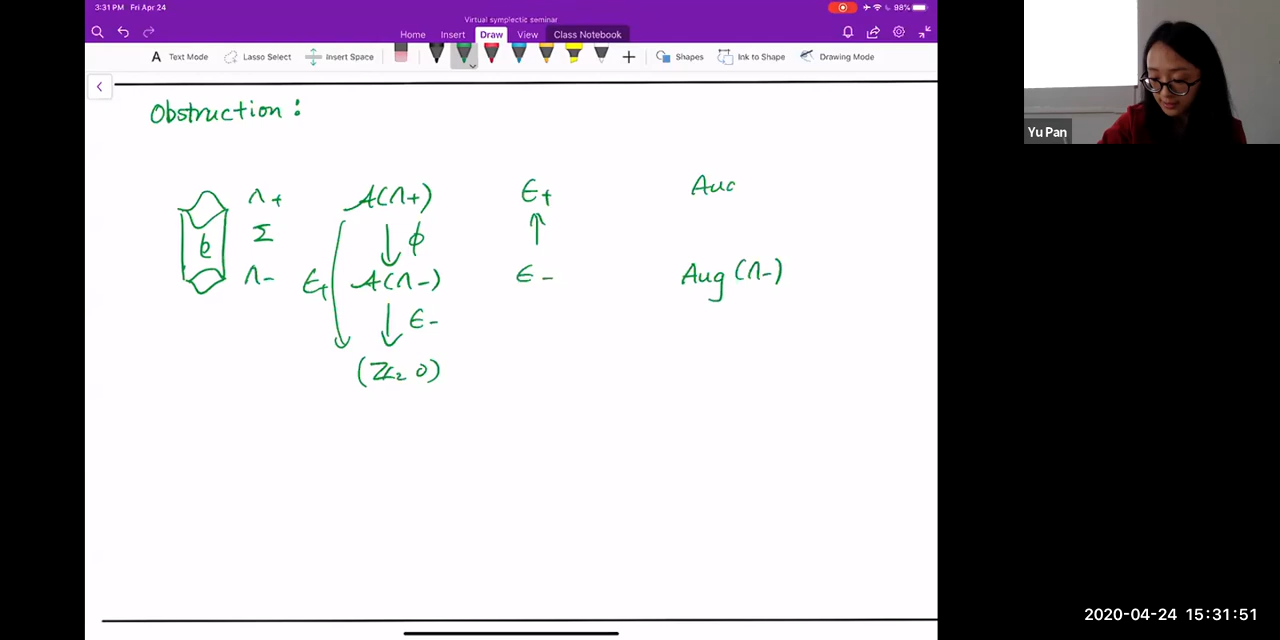 3:31 PM Fri Apr 24
98%
Virtual symplectic seminar
Home Insert Draw View Class Notebook
Text Mode Lasso Select Insert Space Shapes Ink to Shape Drawing Mode
Yu Pan
Obstruction :
Λ+ A(Λ+) ϵ+ Aug
Σ ↓ ϕ ↑
Λ- ϵ+ A(Λ-) ϵ- Aug (Λ-)
↓ ϵ-
(ℤ₂ 0)
2020-04-24 15:31:51